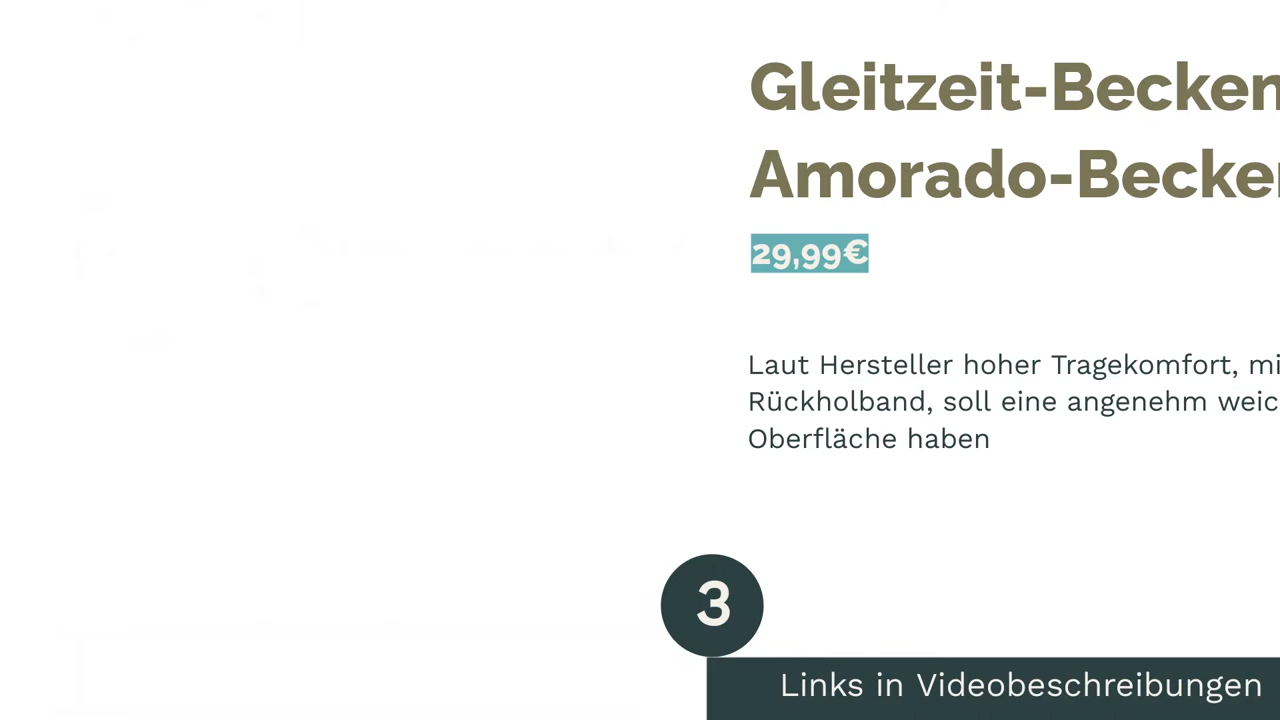 Gleitzeit-Becken
Amorado-Becken
29,99€
Laut Hersteller hoher Tragekomfort, mi
Rückholband, soll eine angenehm weic
Oberfläche haben
3
Links in Videobeschreibungen